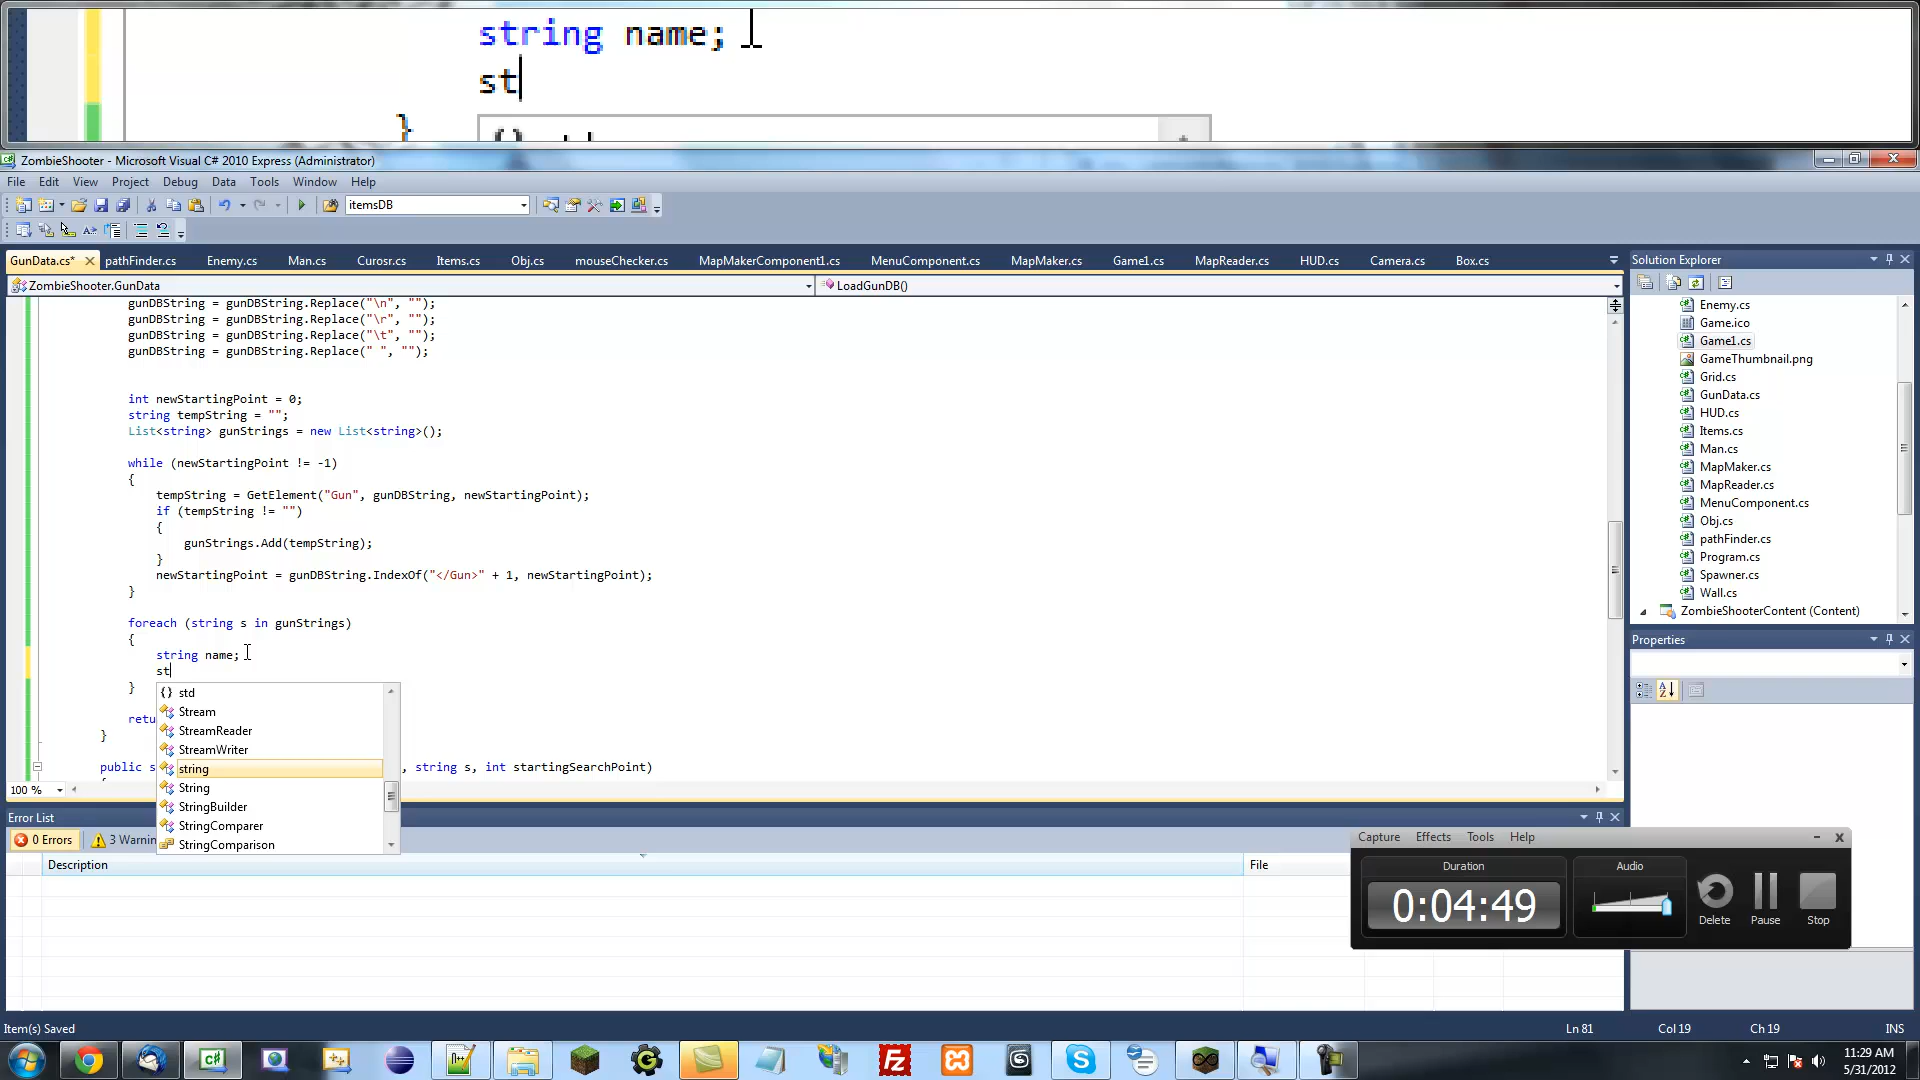 string name;
st
}
{} std
ZombieShooter - Microsoft Visual C# 2010 Express (Administrator)
File Edit View Project Debug Data Tools Window Help
itemsDB
GunData.cs* pathFinder.cs Enemy.cs Man.cs Curosr.cs Items.cs Obj.cs mouseChecker.cs MapMakerComponent1.cs MenuComponent.cs MapMaker.cs Game1.cs MapReader.cs HUD.cs Camera.cs Box.cs
ZombieShooter.GunData LoadGunDB()
gunDBString = gunDBString.Replace("\n", "");
gunDBString = gunDBString.Replace("\r", "");
gunDBString = gunDBString.Replace("\t", "");
gunDBString = gunDBString.Replace(" ", "");
int newStartingPoint = 0;
string tempString = "";
List<string> gunStrings = new List<string>();
while (newStartingPoint != -1)
{
tempString = GetElement("Gun", gunDBString, newStartingPoint);
if (tempString != "")
{
gunStrings.Add(tempString);
}
newStartingPoint = gunDBString.IndexOf("</Gun>" + 1, newStartingPoint);
}
foreach (string s in gunStrings)
{
string name;
st
}
{} std
Stream
StreamReader
StreamWriter
string
String
StringBuilder
StringComparer
StringComparison
retu
}
public s , string s, int startingSearchPoint)
100 %
Solution Explorer
Enemy.cs
Game.ico
Game1.cs
GameThumbnail.png
Grid.cs
GunData.cs
HUD.cs
Items.cs
Man.cs
MapMaker.cs
MapReader.cs
MenuComponent.cs
Obj.cs
pathFinder.cs
Program.cs
Spawner.cs
Wall.cs
ZombieShooterContent (Content)
Properties
Error List
0 Errors 3 Warnin
Description File
Capture Effects Tools Help
Duration Audio
0:04:49
Delete Pause Stop
Item(s) Saved Ln 81 Col 19 Ch 19 INS
11:29 AM
5/31/2012